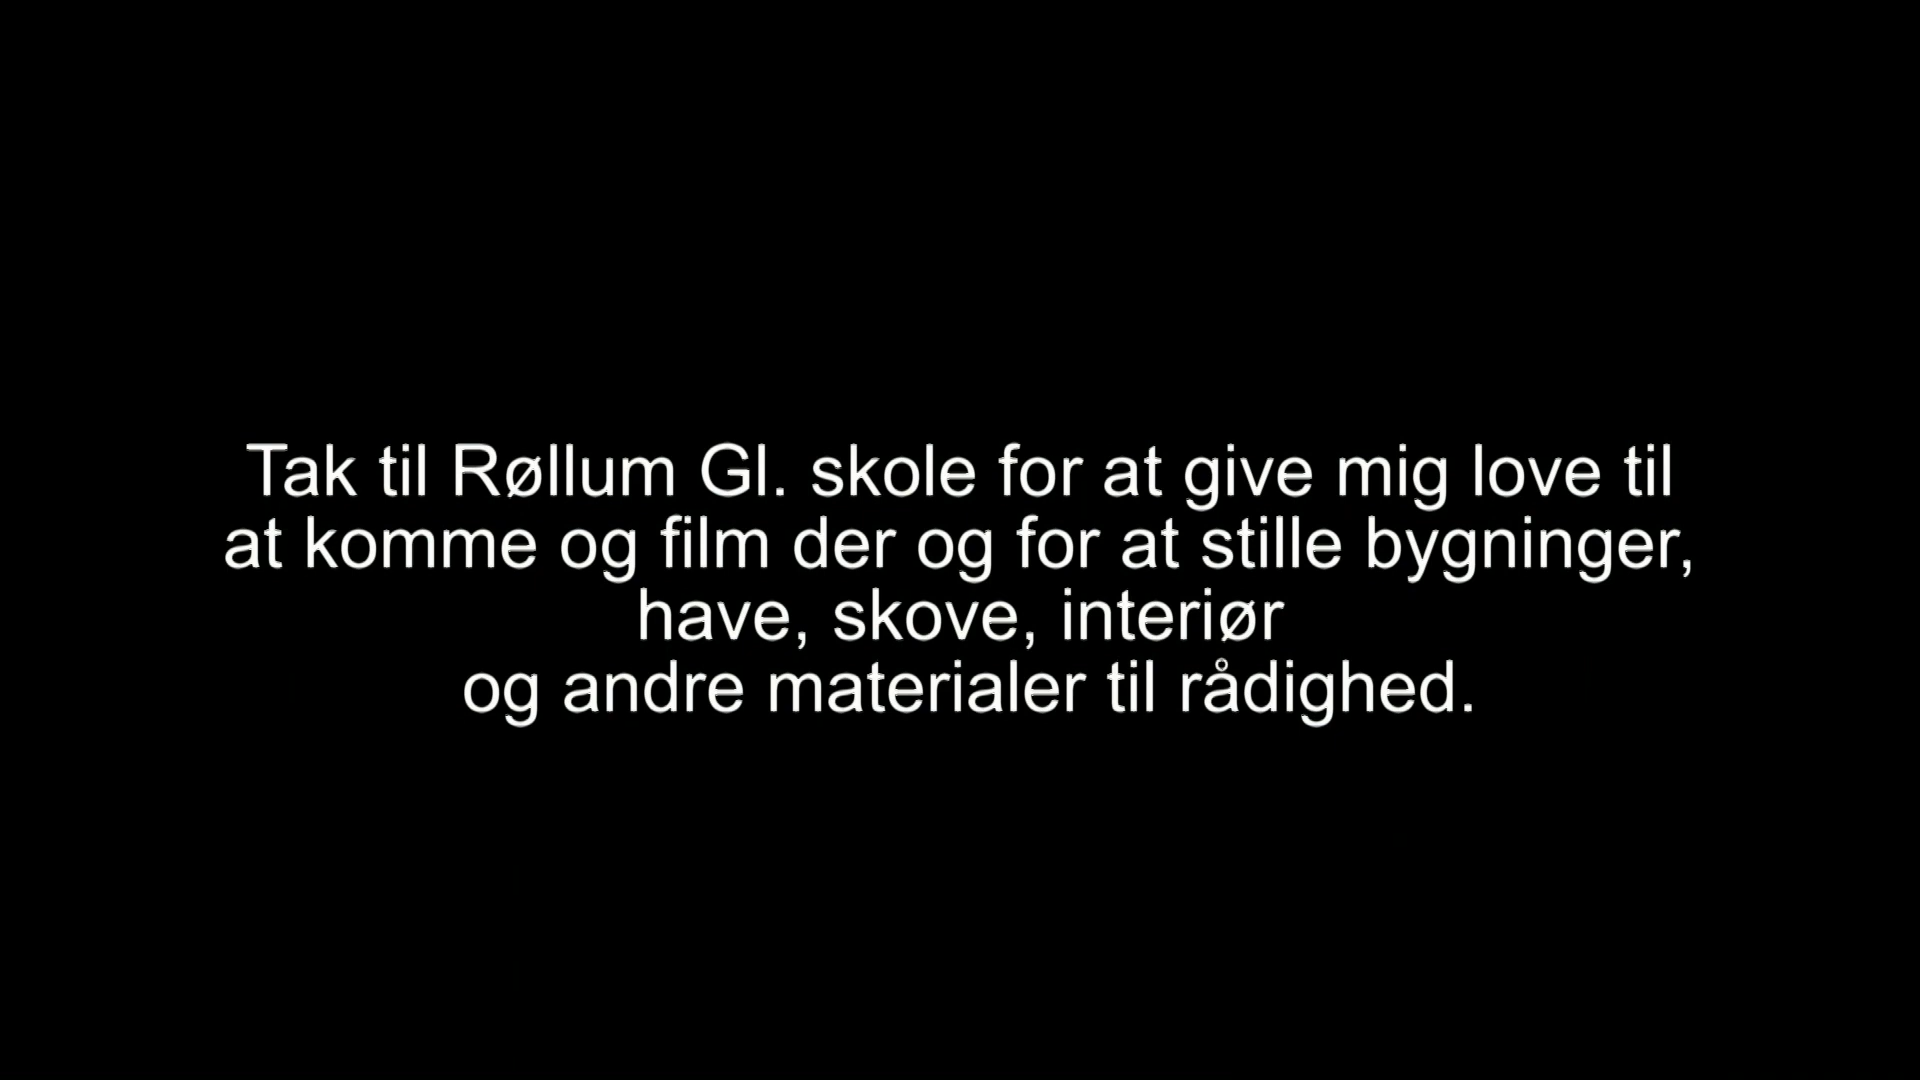 Tak til Røllum Gl. skole for at give mig love til
at komme og film der og for at stille bygninger,
have, skove, interiør
og andre materialer til rådighed.